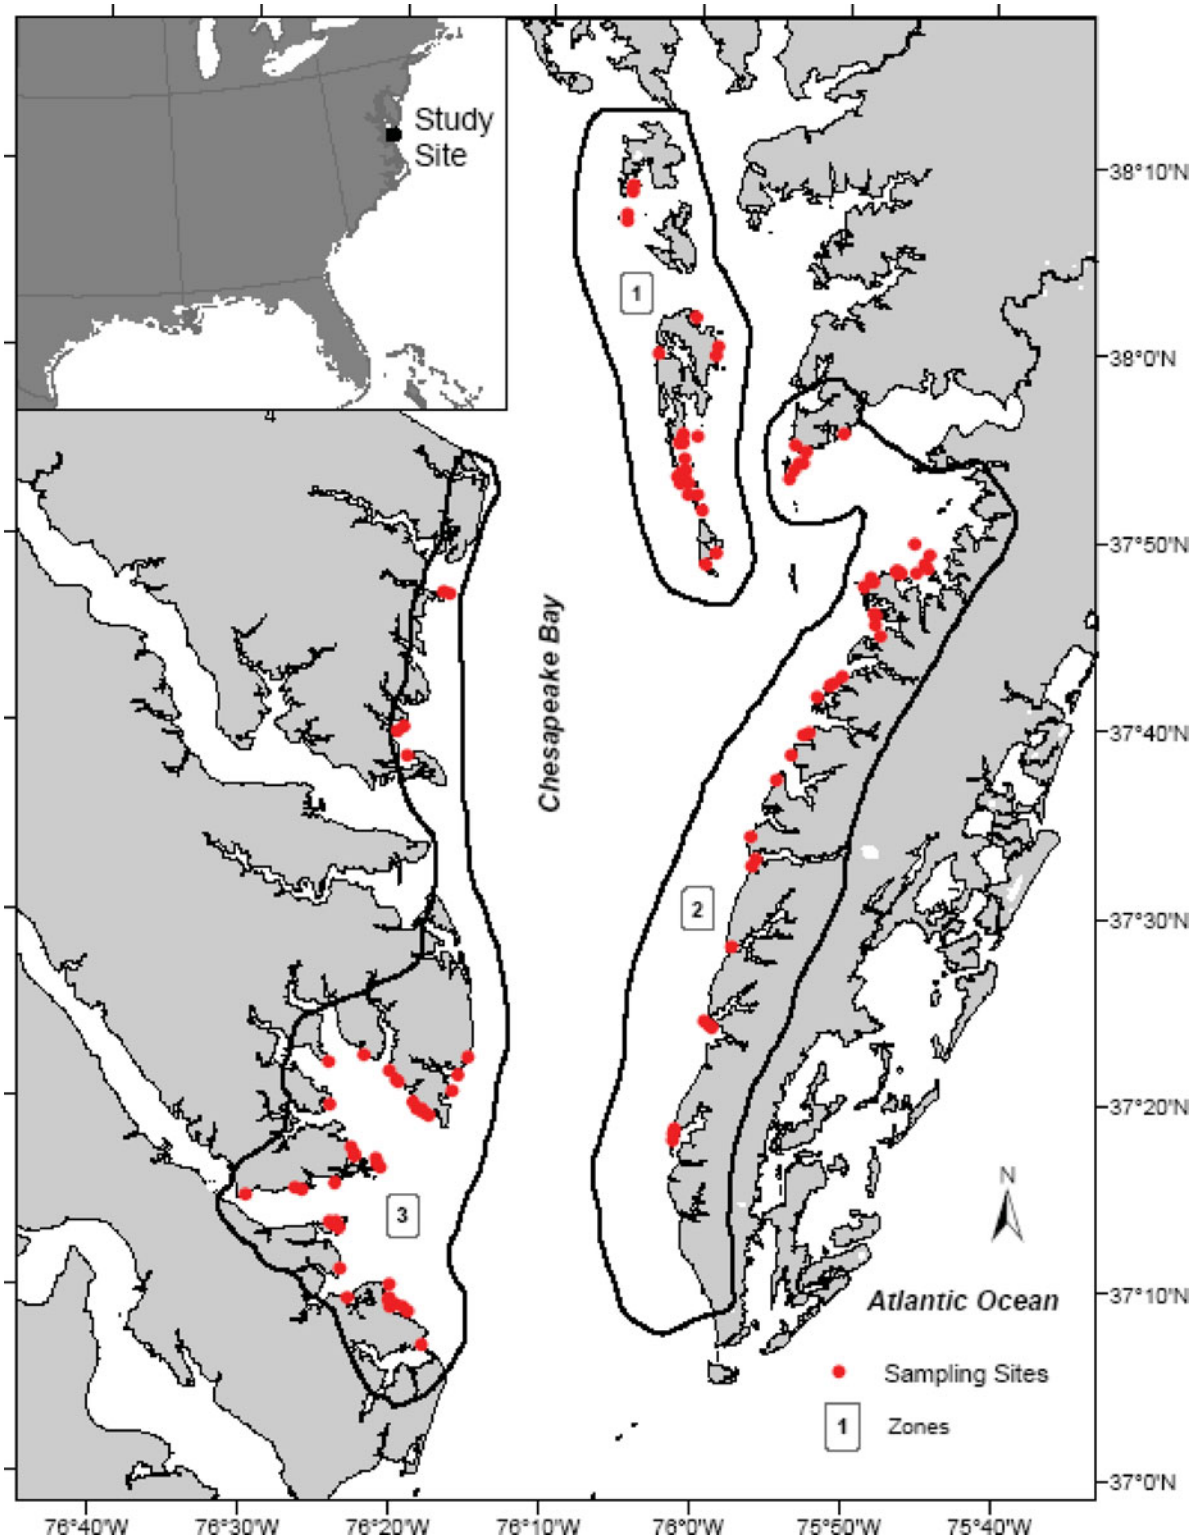 Study
Site
4
38°10'N
1
38°0'N
37°50'N
Chesapeake Bay
37°40'N
2
37°30'N
37°20'N
N
3
37°10'N
Atlantic Ocean
Sampling Sites
1 Zones
37°0'N
76°40'W 76°30'W 76°20'W 76°10'W 76°0'W 75°50'W 75°40'W